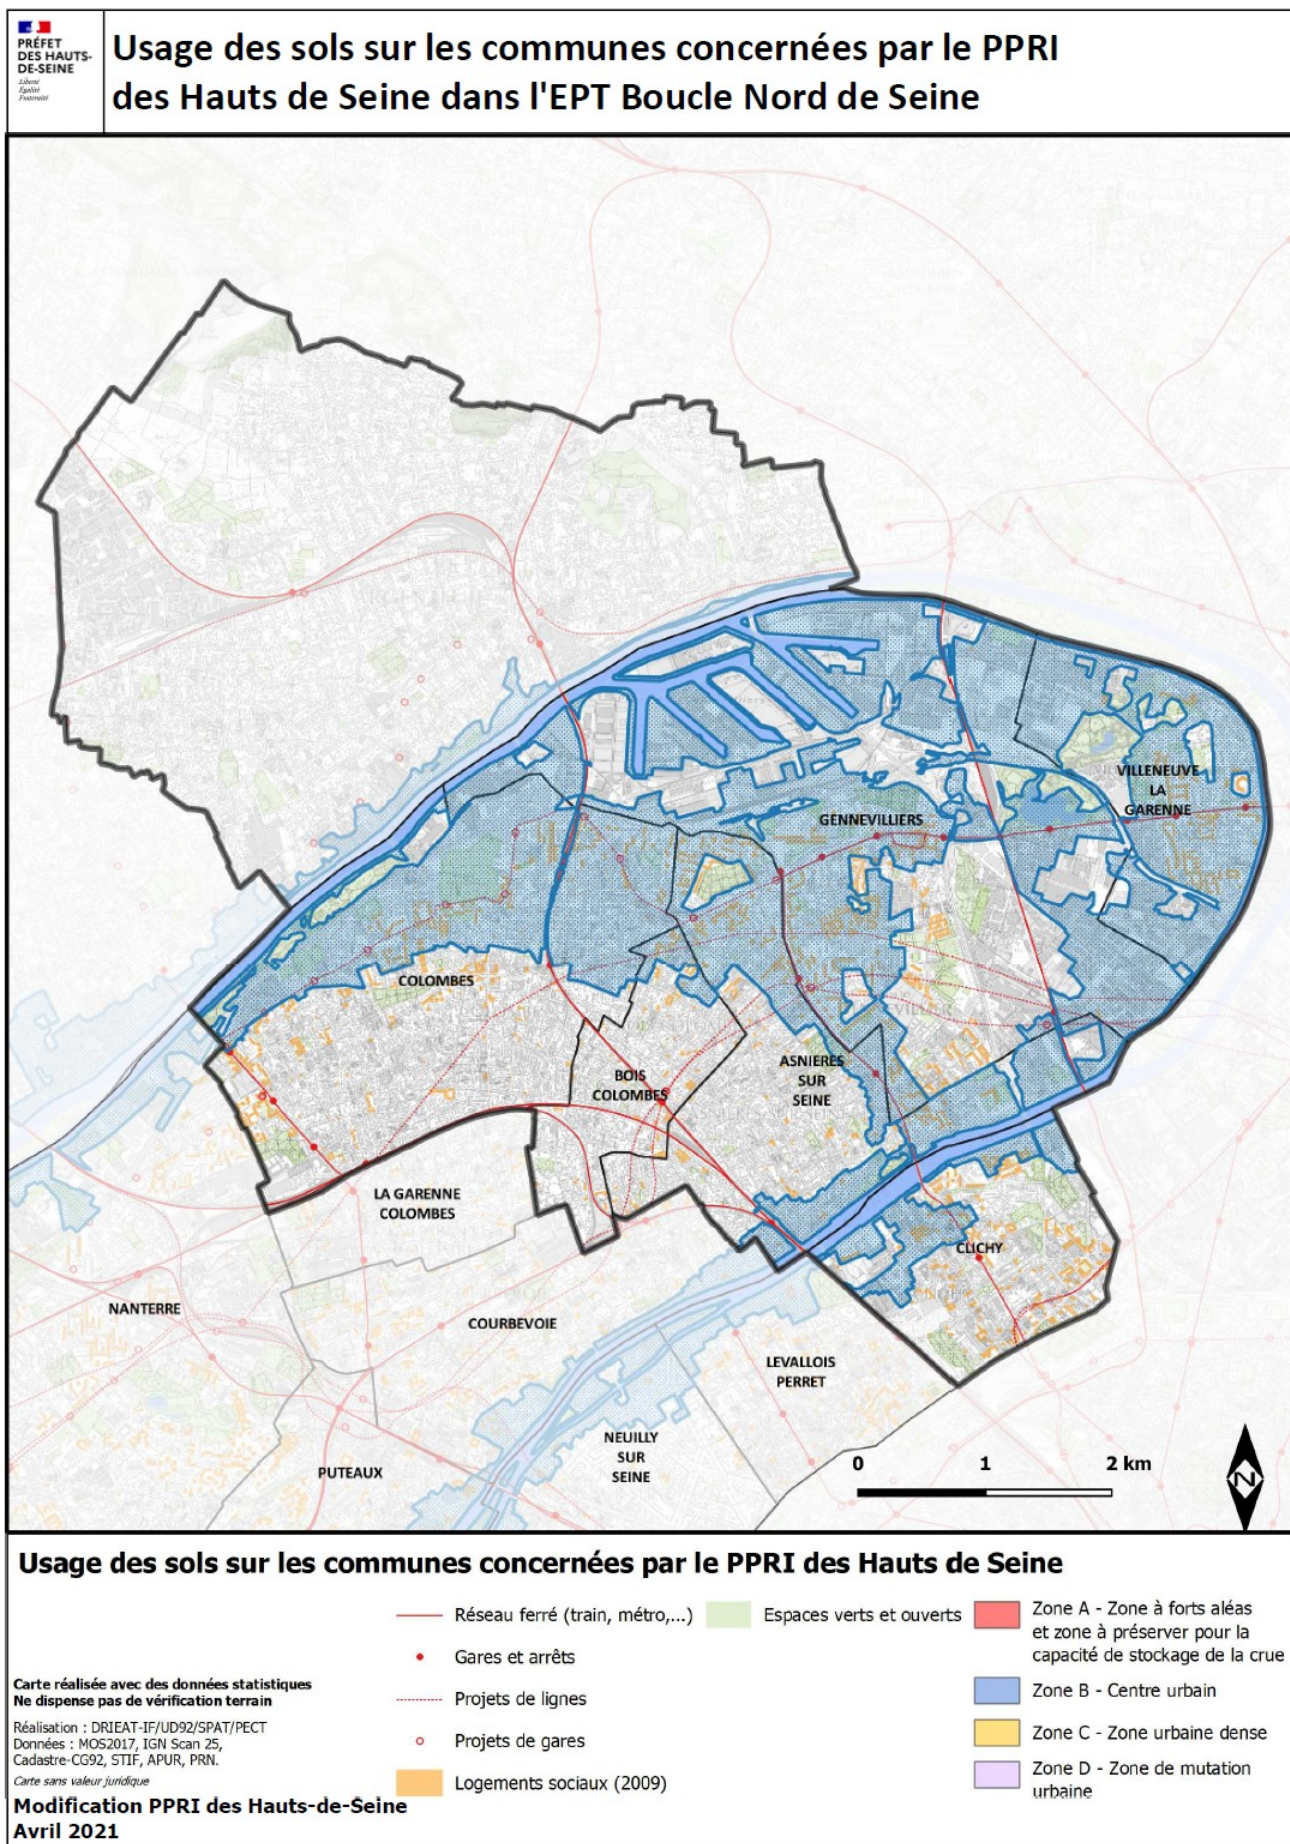 PRÉFET
DES HAUTS-
DE-SEINE
Liberté
Égalité
Fraternité
Usage des sols sur les communes concernées par le PPRI
des Hauts de Seine dans l'EPT Boucle Nord de Seine
VILLENEUVE
LA
GARENNE
GENNEVILLIERS
COLOMBES
BOIS
COLOMBES
ASNIERES
SUR
SEINE
LA GARENNE
COLOMBES
CLICHY
NANTERRE
COURBEVOIE
LEVALLOIS
PERRET
NEUILLY
SUR
SEINE
PUTEAUX
0 1 2 km
N
Usage des sols sur les communes concernées par le PPRI des Hauts de Seine
Carte réalisée avec des données statistiques
Ne dispense pas de vérification terrain
Réalisation : DRIEAT-IF/UD92/SPAT/PECT
Données : MOS2017, IGN Scan 25,
Cadastre-CG92, STIF, APUR, PRN.
Carte sans valeur juridique
Modification PPRI des Hauts-de-Seine
Avril 2021
Réseau ferré (train, métro,...)
Gares et arrêts
Projets de lignes
Projets de gares
Logements sociaux (2009)
Espaces verts et ouverts
Zone A - Zone à forts aléas
et zone à préserver pour la
capacité de stockage de la crue
Zone B - Centre urbain
Zone C - Zone urbaine dense
Zone D - Zone de mutation
urbaine